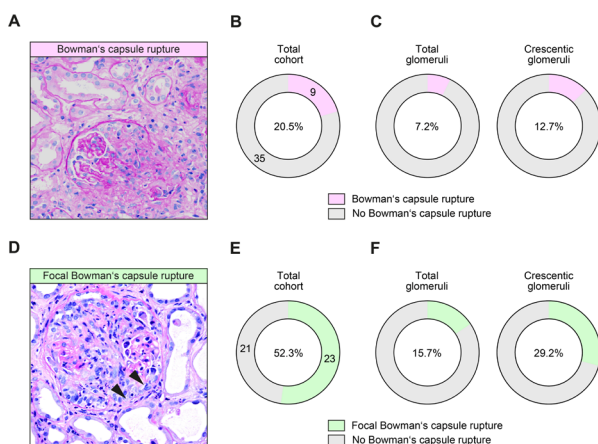 A
Bowman's capsule rupture
B
Total
cohort
9
20.5%
35
C
Total
glomeruli
7.2%
Crescentic
glomeruli
12.7%
Bowman's capsule rupture
No Bowman's capsule rupture
D
Focal Bowman's capsule rupture
E
Total
cohort
21
52.3%
23
F
Total
glomeruli
15.7%
Crescentic
glomeruli
29.2%
Focal Bowman's capsule rupture
No Bowman's capsule rupture